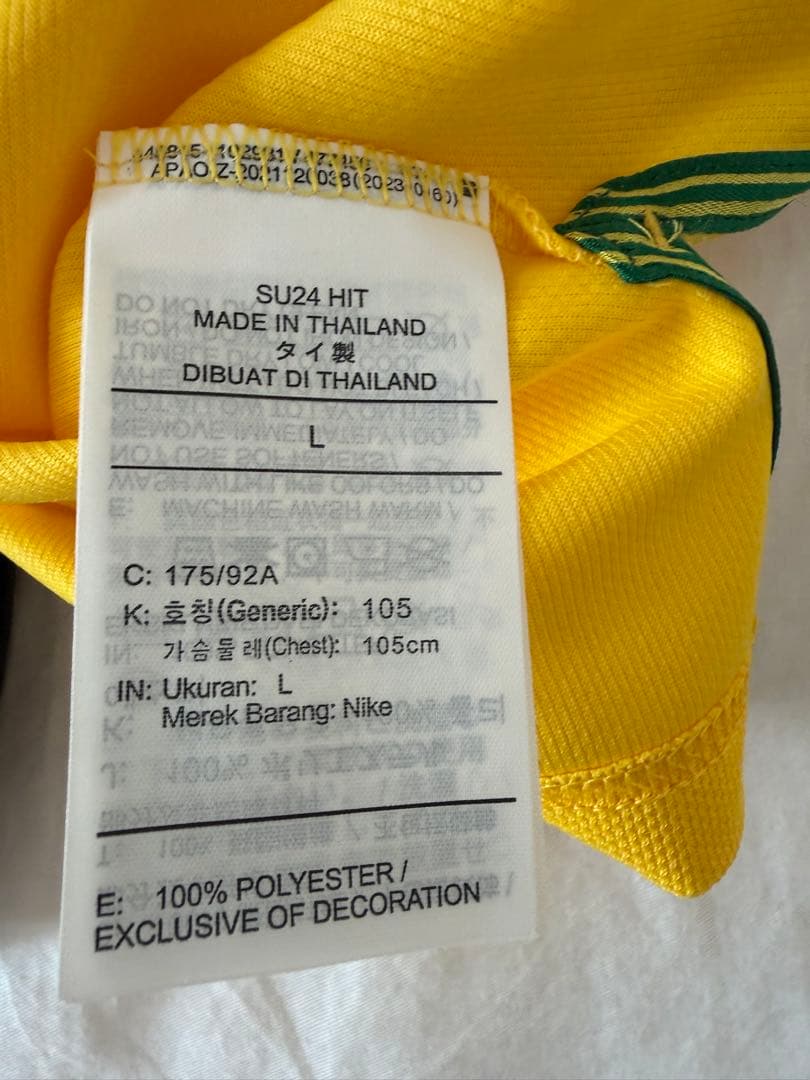 SU24 HIT
MADE IN THAILAND
タイ製
DIBUAT DI THAILAND
L
C: 175/92A
K: 호칭(Generic): 105
가슴둘레(Chest): 105cm
IN: Ukuran: L
Merek Barang: Nike
E: 100% POLYESTER /
EXCLUSIVE OF DECORATION